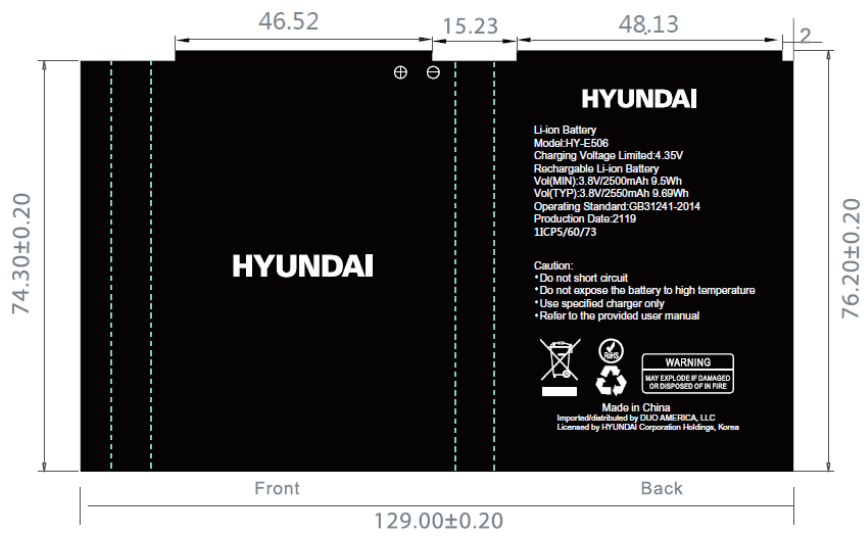 46.52
15.23
48.13
2
⊕ ⊖
HYUNDAI
Li-ion Battery
Model:HY-E506
Charging Voltage Limited:4.35V
Rechargable Li-ion Battery
Vol(MIN):3.8V/2500mAh 9.5Wh
Vol(TYP):3.8V/2550mAh 9.69Wh
Operating Standard:GB31241-2014
Production Date:2119
1ICP5/60/73
74.30±0.20
76.20±0.20
HYUNDAI
Caution:
•Do not short circuit
•Do not expose the battery to high temperature
•Use specified charger only
•Refer to the provided user manual
RoHS
WARNING
MAY EXPLODE IF DAMAGED
OR DISPOSED OF IN FIRE
Made in China
Imported/distributed by DUO AMERICA, LLC
Licensed by HYUNDAI Corporation Holdings, Korea
Front
Back
129.00±0.20